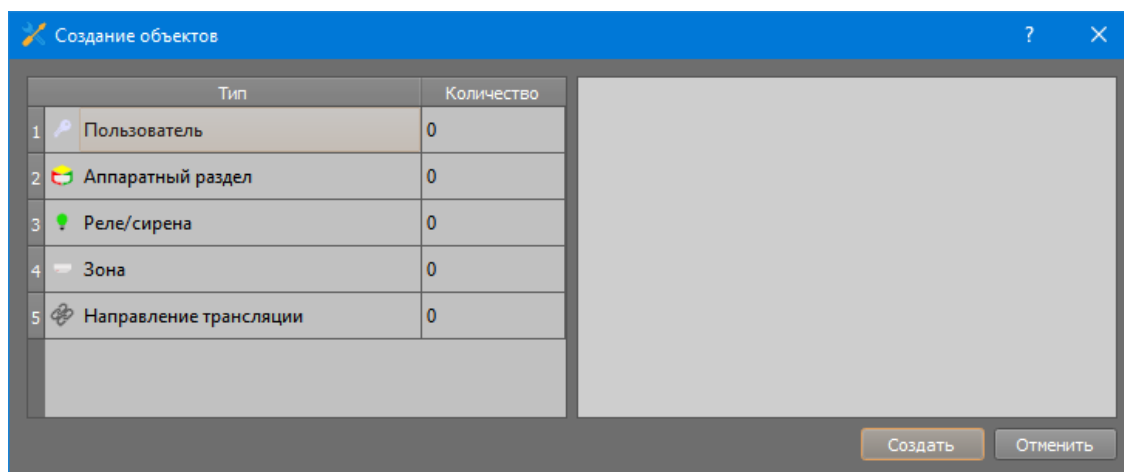 Создание объектов ? ×
Тип Количество
1 Пользователь 0
2 Аппаратный раздел 0
3 Реле/сирена 0
4 Зона 0
5 Направление трансляции 0
Создать Отменить